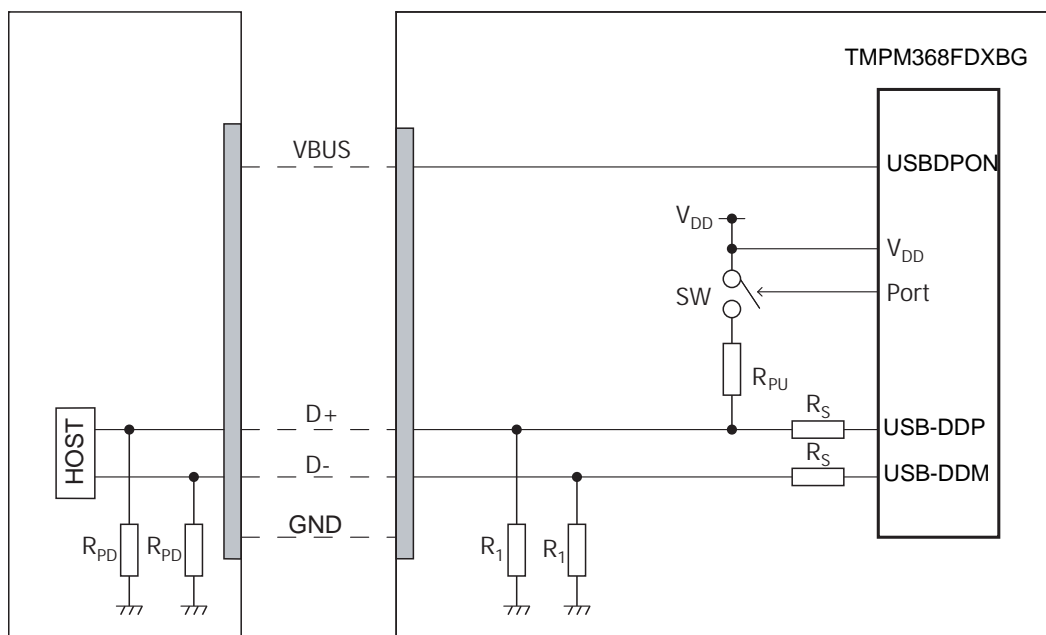 TMPM368FDXBG
VBUS
USBDPON
VDD
VDD
SW
Port
RPU
D+
RS
USB-DDP
HOST
D-
RS
USB-DDM
GND
RPD
RPD
R1
R1